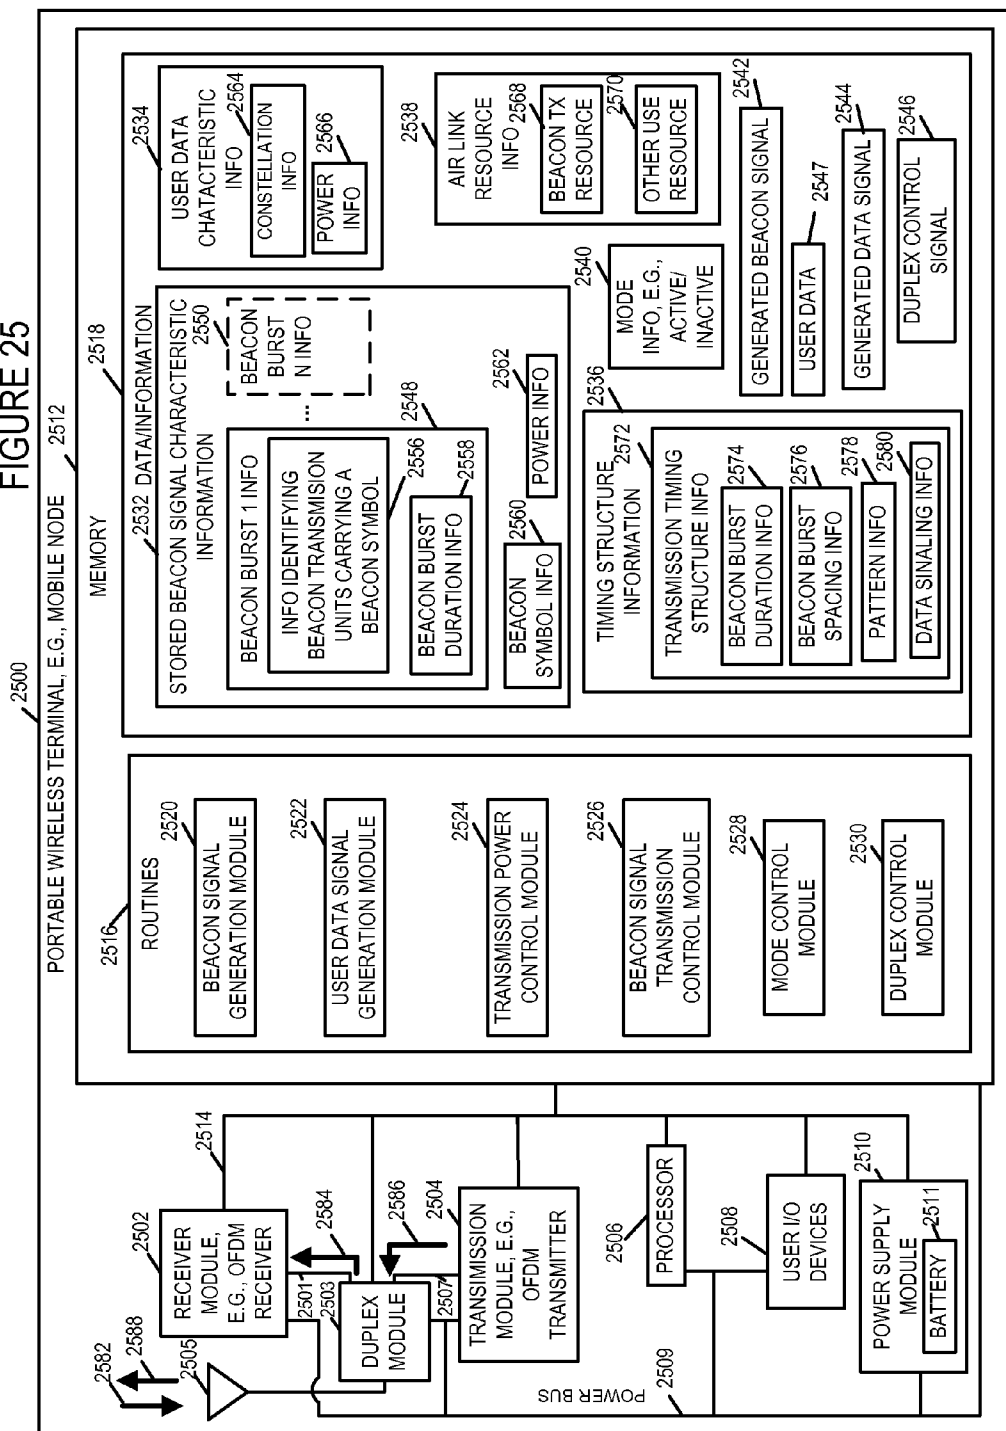 FIGURE 25
2500
PORTABLE WIRELESS TERMINAL, E.G., MOBILE NODE
2512
MEMORY
2518
2532
DATA/INFORMATION
STORED BEACON SIGNAL CHARACTERISTIC
INFORMATION
2550
BEACON
BURST
N INFO
...
BEACON BURST 1 INFO
2548
INFO IDENTIFYING
BEACON TRANSMISION
UNITS CARRYING A
BEACON SYMBOL
2556
BEACON BURST
DURATION INFO
2558
2560
BEACON
SYMBOL INFO
2562
POWER INFO
2534
USER DATA
CHATACTERISTIC
INFO
2564
CONSTELLATION
INFO
2566
POWER
INFO
2538
AIR LINK
RESOURCE
INFO
2568
BEACON TX
RESOURCE
2570
OTHER USE
RESOURCE
2540
MODE
INFO, E.G.,
ACTIVE/
INACTIVE
2536
TIMING STRUCTURE
INFORMATION
2572
TRANSMISSION TIMING
STRUCTURE INFO
2574
BEACON BURST
DURATION INFO
2576
BEACON BURST
SPACING INFO
2578
PATTERN INFO
2580
DATA SINALING INFO
2542
GENERATED BEACON SIGNAL
2547
USER DATA
2544
GENERATED DATA SIGNAL
2546
DUPLEX CONTROL
SIGNAL
2516
ROUTINES
2520
BEACON SIGNAL
GENERATION MODULE
2522
USER DATA SIGNAL
GENERATION MODULE
2524
TRANSMISSION POWER
CONTROL MODULE
2526
BEACON SIGNAL
TRANSMISSION
CONTROL MODULE
2528
MODE CONTROL
MODULE
2530
DUPLEX CONTROL
MODULE
2582
2588
2505
2502
RECEIVER
MODULE,
E.G., OFDM
RECEIVER
2514
2501
2584
2503
DUPLEX
MODULE
2586
2507
2504
TRANSIMISSION
MODULE, E.G.,
OFDM
TRANSMITTER
2506
PROCESSOR
2508
USER I/O
DEVICES
2510
POWER SUPPLY
MODULE
2511
BATTERY
POWER BUS
2509